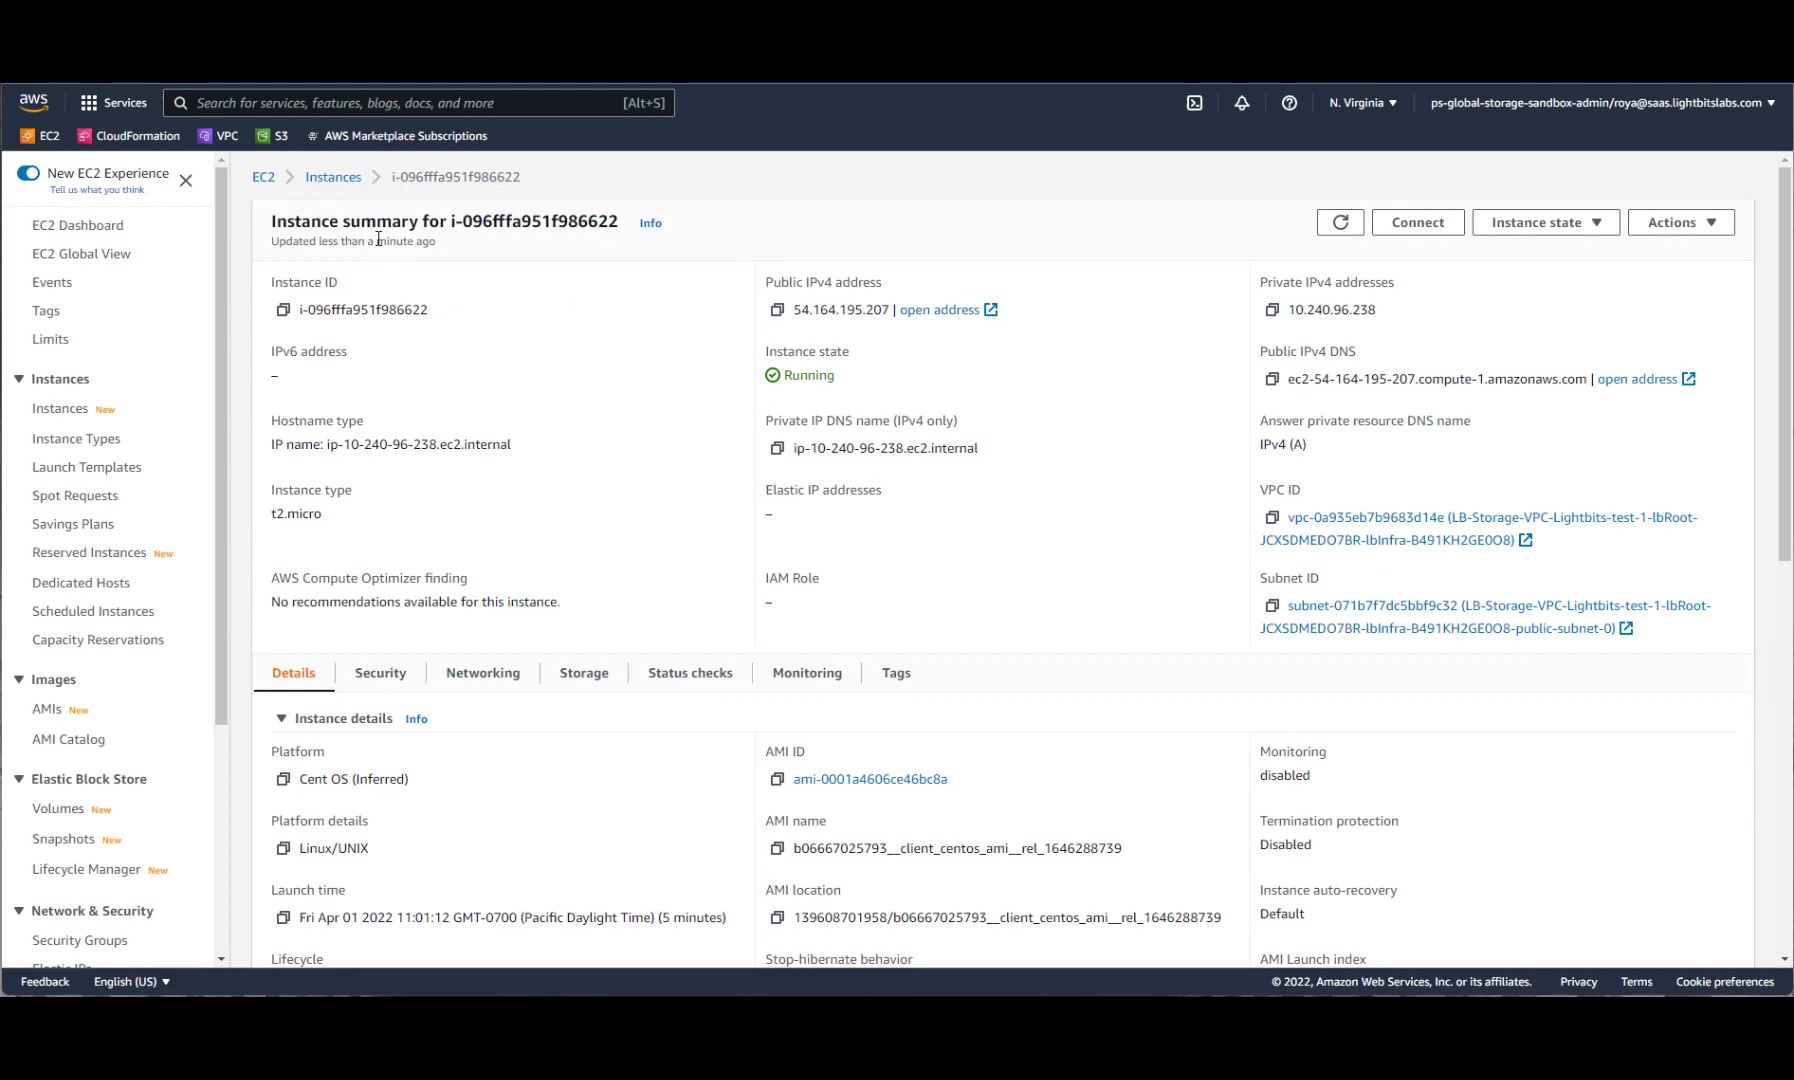 aws
Services
Search for services, features, blogs, docs, and more
[Alt+S]
N. Virginia
ps-global-storage-sandbox-admin/roya@saas.lightbitslabs.com
EC2
CloudFormation
VPC
S3
AWS Marketplace Subscriptions
New EC2 Experience
Tell us what you think
EC2 Dashboard
EC2 Global View
Events
Tags
Limits
Instances
Instances New
Instance Types
Launch Templates
Spot Requests
Savings Plans
Reserved Instances New
Dedicated Hosts
Scheduled Instances
Capacity Reservations
Images
AMIs New
AMI Catalog
Elastic Block Store
Volumes New
Snapshots New
Lifecycle Manager New
Network & Security
Security Groups
Elastic IPs
EC2 > Instances > i-096fffa951f986622
Instance summary for i-096fffa951f986622 Info
Updated less than a minute ago
Connect
Instance state
Actions
Instance ID
i-096fffa951f986622
Public IPv4 address
54.164.195.207 | open address
Private IPv4 addresses
10.240.96.238
IPv6 address
–
Instance state
Running
Public IPv4 DNS
ec2-54-164-195-207.compute-1.amazonaws.com | open address
Hostname type
IP name: ip-10-240-96-238.ec2.internal
Private IP DNS name (IPv4 only)
ip-10-240-96-238.ec2.internal
Answer private resource DNS name
IPv4 (A)
Instance type
t2.micro
Elastic IP addresses
–
VPC ID
vpc-0a935eb7b9683d14e (LB-Storage-VPC-Lightbits-test-1-lbRoot-
JCXSDMEDO7BR-lbInfra-B491KH2GE0O8)
AWS Compute Optimizer finding
No recommendations available for this instance.
IAM Role
–
Subnet ID
subnet-071b7f7dc5bbf9c32 (LB-Storage-VPC-Lightbits-test-1-lbRoot-
JCXSDMEDO7BR-lbInfra-B491KH2GE0O8-public-subnet-0)
Details
Security
Networking
Storage
Status checks
Monitoring
Tags
Instance details Info
Platform
Cent OS (Inferred)
AMI ID
ami-0001a4606ce46bc8a
Monitoring
disabled
Platform details
Linux/UNIX
AMI name
b06667025793__client_centos_ami__rel_1646288739
Termination protection
Disabled
Launch time
Fri Apr 01 2022 11:01:12 GMT-0700 (Pacific Daylight Time) (5 minutes)
AMI location
139608701958/b06667025793__client_centos_ami__rel_1646288739
Instance auto-recovery
Default
Lifecycle
Stop-hibernate behavior
AMI Launch index
Feedback
English (US)
© 2022, Amazon Web Services, Inc. or its affiliates.
Privacy
Terms
Cookie preferences